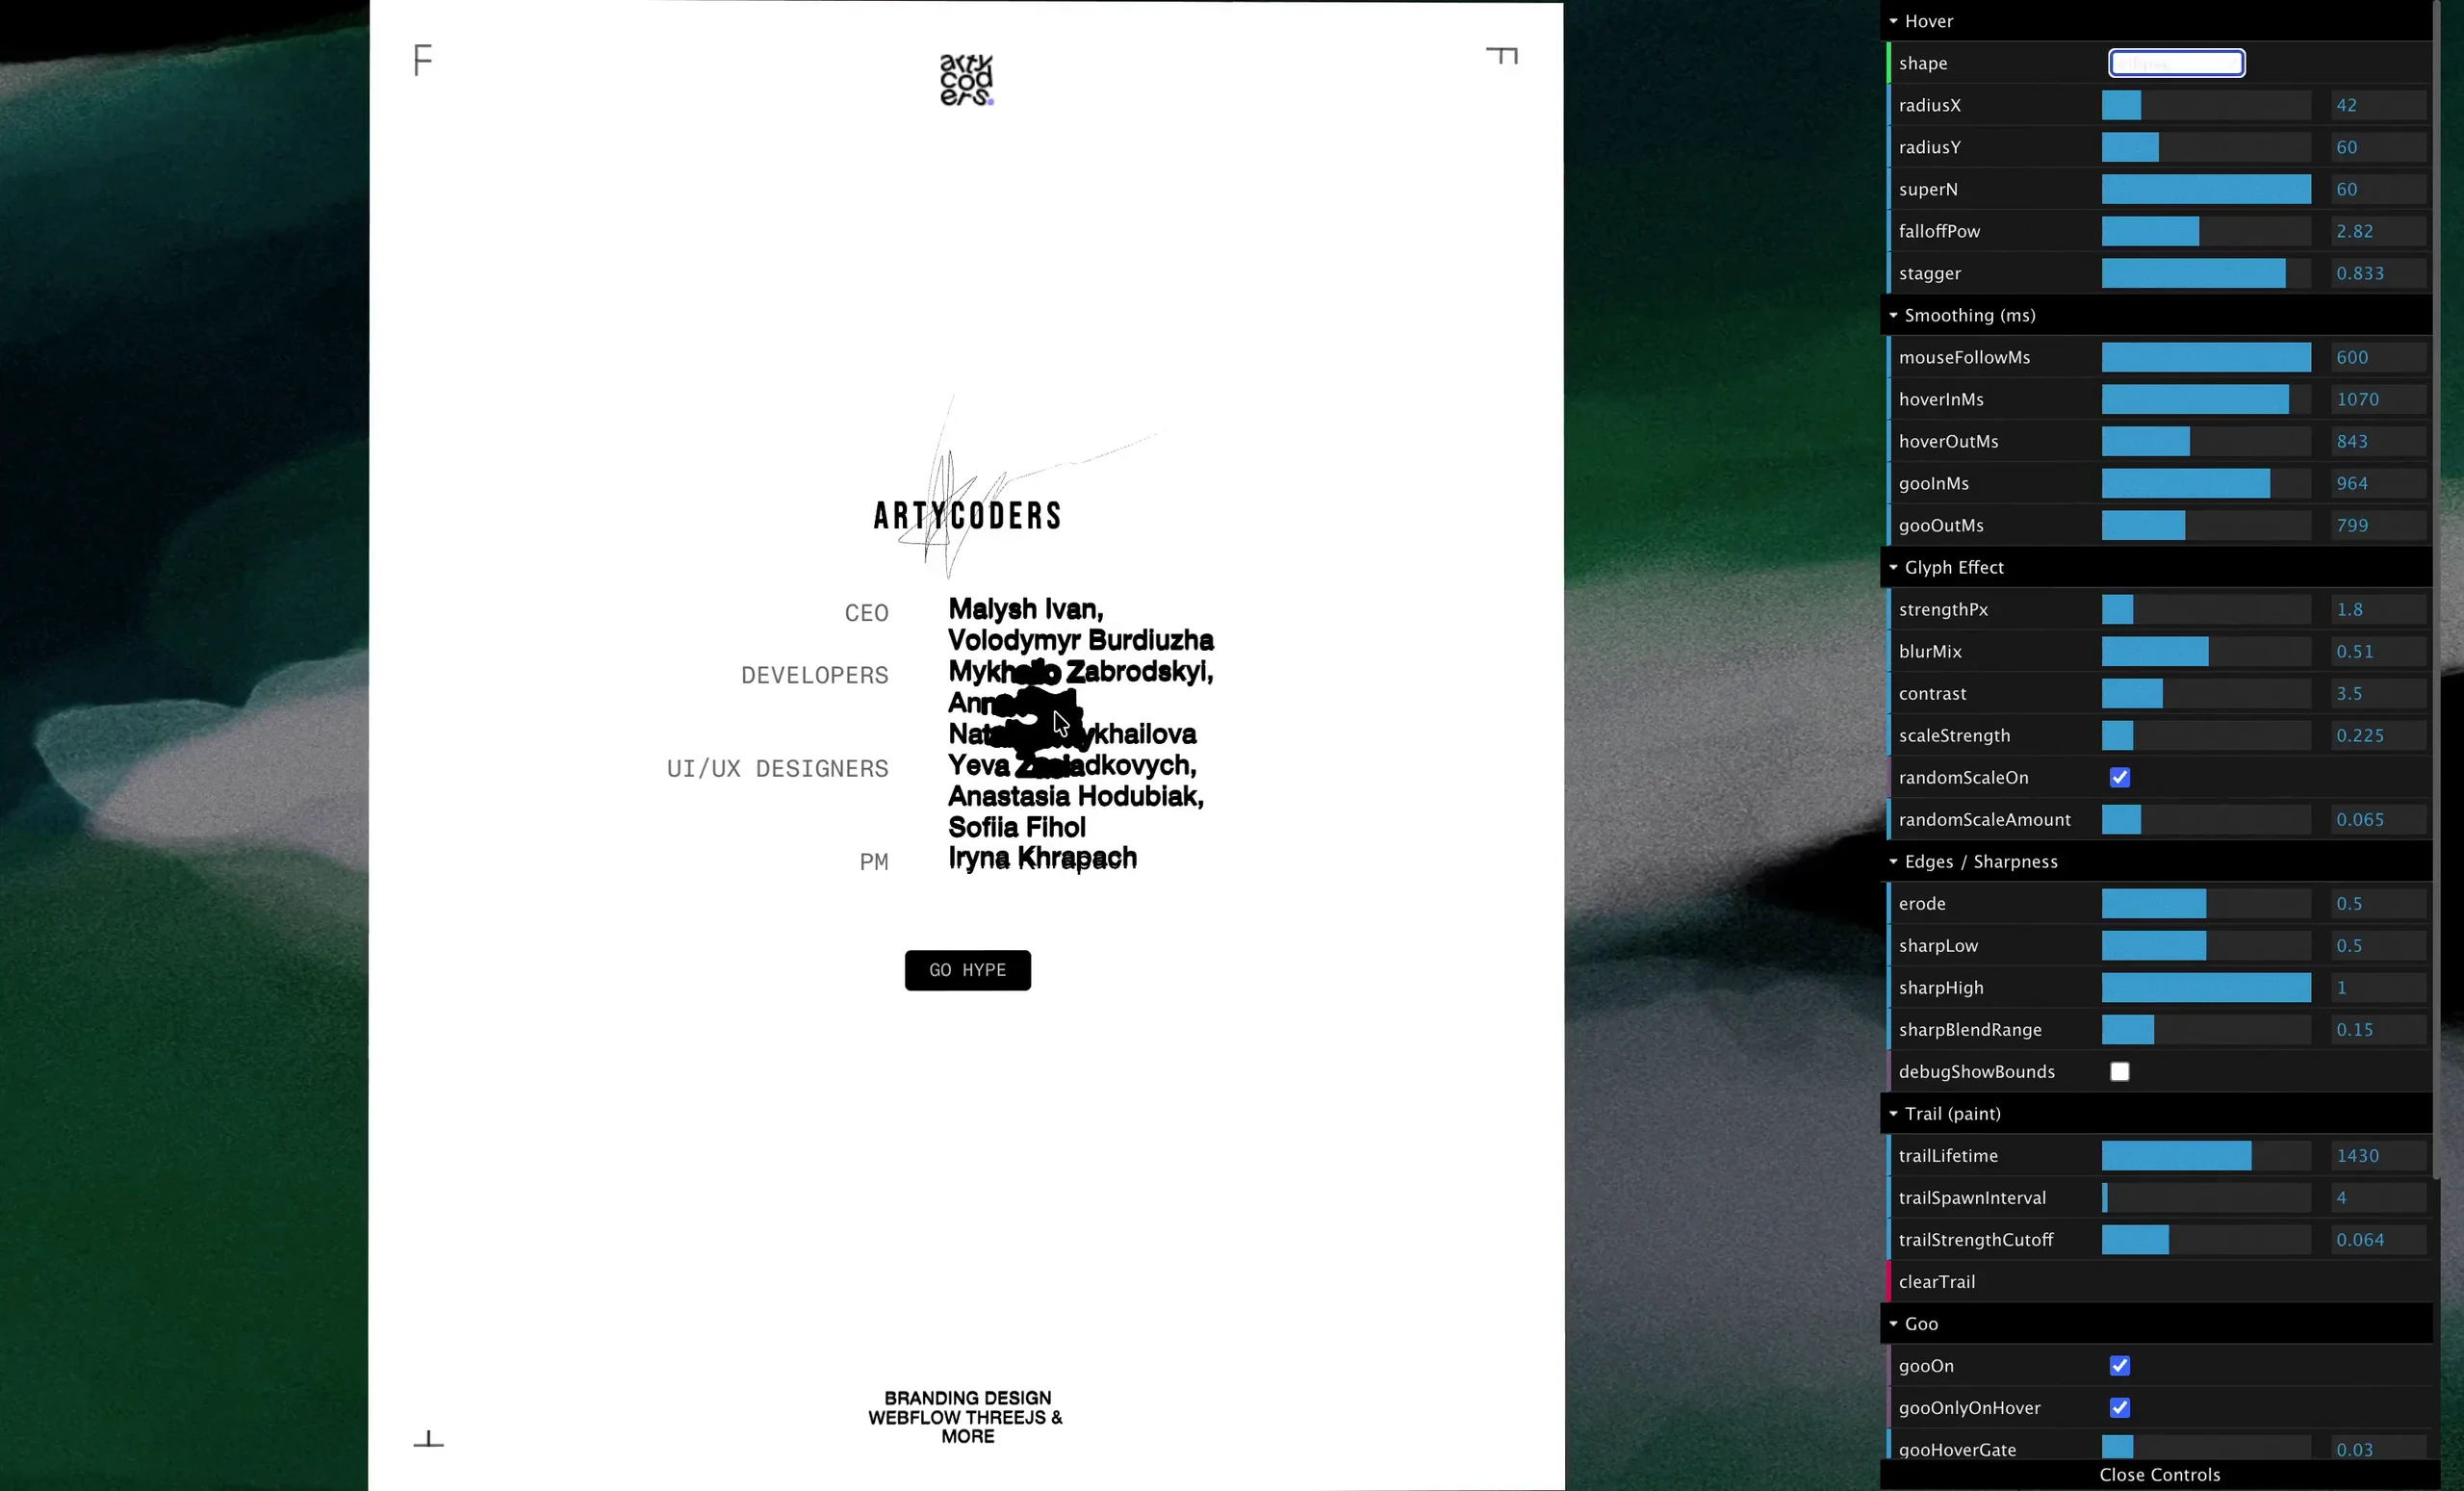 F
F
arty
cod
ers.
ARTYCODERS
CEO
Malysh Ivan,
Volodymyr Burdiuzha
DEVELOPERS
Zabrodskyi,
UI/UX DESIGNERS
Yeva
Anastasia Hodubiak,
Sofiia Fihol
PM
Iryna Khrapach
GO HYPE
BRANDING DESIGN
WEBFLOW THREEJS &
MORE
Hover
shape
radiusX 42
radiusY 60
superN 60
falloffPow 2.82
stagger 0.833
Smoothing (ms)
mouseFollowMs 600
hoverInMs 1070
hoverOutMs 843
gooInMs 964
gooOutMs 799
Glyph Effect
strengthPx 1.8
blurMix 0.51
contrast 3.5
scaleStrength 0.225
randomScaleOn
randomScaleAmount 0.065
Edges / Sharpness
erode 0.5
sharpLow 0.5
sharpHigh 1
sharpBlendRange 0.15
debugShowBounds
Trail (paint)
trailLifetime 1430
trailSpawnInterval 4
trailStrengthCutoff 0.064
clearTrail
Goo
gooOn
gooOnlyOnHover
gooHoverGate 0.03
Close Controls